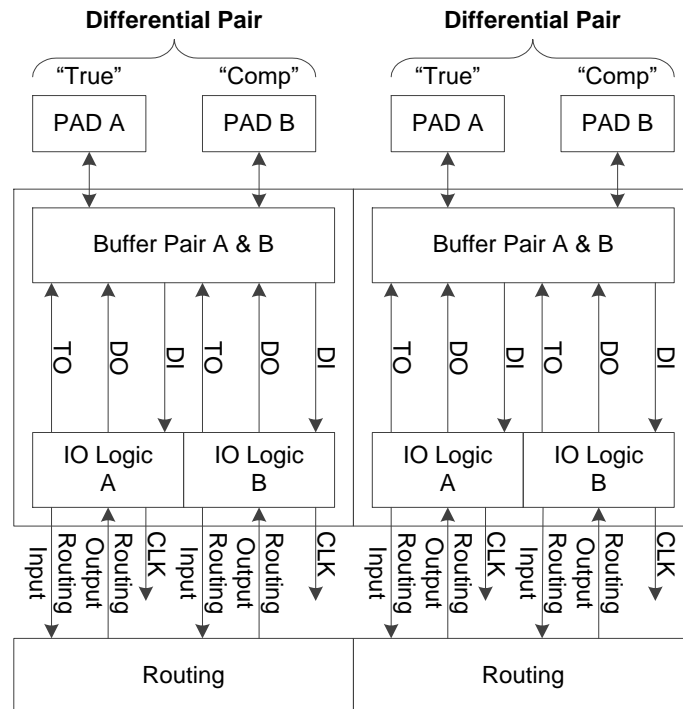 Differential Pair
Differential Pair
“True”
“Comp”
“True”
“Comp”
PAD A
PAD B
PAD A
PAD B
Buffer Pair A & B
Buffer Pair A & B
TO
DO
DI
TO
DO
DI
TO
DO
DI
TO
DO
DI
IO Logic
A
IO Logic
B
IO Logic
A
IO Logic
B
Routing
Input
Routing
Output
CLK
Routing
Input
Routing
Output
CLK
Routing
Input
Routing
Output
CLK
Routing
Input
Routing
Output
CLK
Routing
Routing